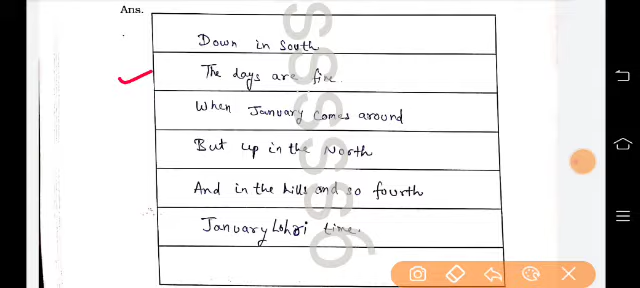 Ans.
Down in south
The days are fine.
When January comes around
But up in the North
And in the hills and so fourth
January Lohri time.